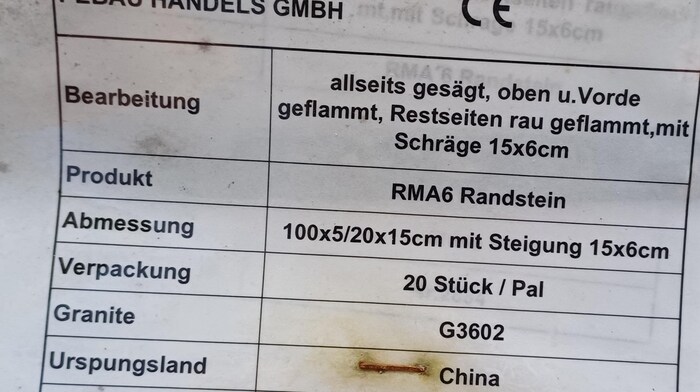 HANDELS GMBH
CE
Bearbeitung
allseits gesägt, oben u.Vorde
geflammt, Restseiten rau geflammt,mit
Schräge 15x6cm
Produkt
RMA6 Randstein
Abmessung
100x5/20x15cm mit Steigung 15x6cm
Verpackung
20 Stück / Pal
Granite
G3602
Urspungsland
China